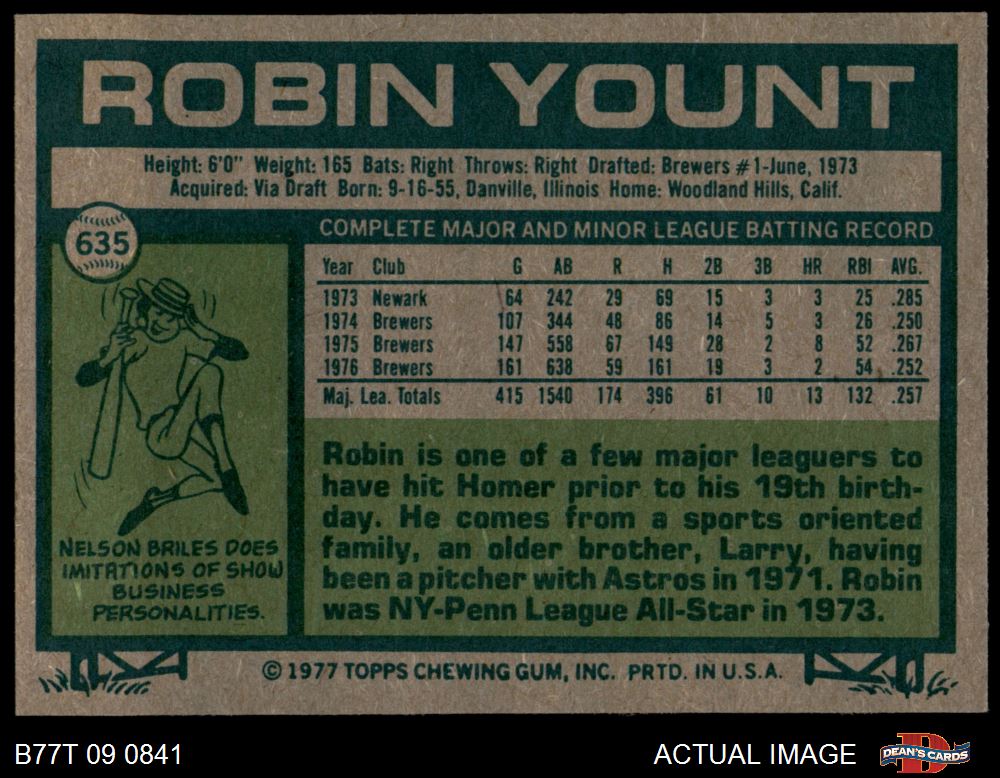 ROBIN YOUNT
Height: 6'0" Weight: 165 Bats: Right Throws: Right Drafted: Brewers #1-June, 1973
Acquired: Via Draft Born: 9-16-55, Danville, Illinois Home: Woodland Hills, Calif.
635
COMPLETE MAJOR AND MINOR LEAGUE BATTING RECORD
Year Club G AB R H 2B 3B HR RBI AVG.
1973 Newark 64 242 29 69 15 3 3 25 .285
1974 Brewers 107 344 48 86 14 5 3 26 .250
1975 Brewers 147 558 67 149 28 2 8 52 .267
1976 Brewers 161 638 59 161 19 3 2 54 .252
Maj. Lea. Totals 415 1540 174 396 61 10 13 132 .257
Robin is one of a few major leaguers to
have hit Homer prior to his 19th birth-
day. He comes from a sports oriented
family, an older brother, Larry, having
been a pitcher with Astros in 1971. Robin
was NY-Penn League All-Star in 1973.
NELSON BRILES DOES
IMITATIONS OF SHOW
BUSINESS
PERSONALITIES.
© 1977 TOPPS CHEWING GUM, INC. PRTD. IN U.S.A.
B77T 09 0841
ACTUAL IMAGE
D
DEAN'S CARDS